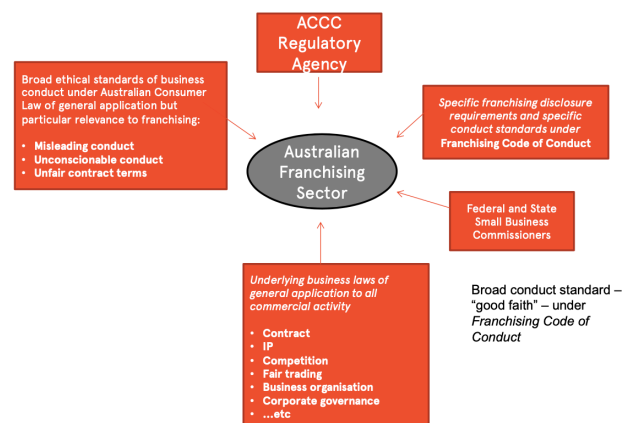 ACCC
Regulatory
Agency
Broad ethical standards of business
conduct under Australian Consumer
Law of general application but
particular relevance to franchising:
• Misleading conduct
• Unconscionable conduct
• Unfair contract terms
Specific franchising disclosure
requirements and specific
conduct standards under
Franchising Code of Conduct
Australian
Franchising
Sector
Federal and State
Small Business
Commissioners
Underlying business laws of
general application to all
commercial activity
• Contract
• IP
• Competition
• Fair trading
• Business organisation
• Corporate governance
• ...etc
Broad conduct standard –
“good faith” – under
Franchising Code of
Conduct